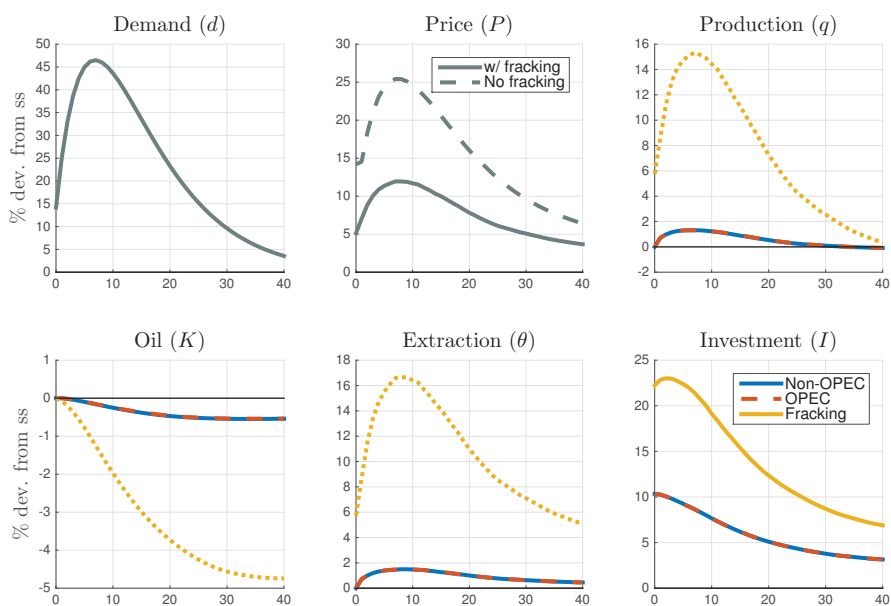 Demand (d)
% dev. from ss
50
45
40
35
30
25
20
15
10
5
0
0 10 20 30 40
Price (P)
w/ fracking
No fracking
30
25
20
15
10
5
0
0 10 20 30 40
Production (q)
16
14
12
10
8
6
4
2
0
-2
0 10 20 30 40
Oil (K)
% dev. from ss
1
0
-1
-2
-3
-4
-5
0 10 20 30 40
Extraction (θ)
18
16
14
12
10
8
6
4
2
0
0 10 20 30 40
Investment (I)
Non-OPEC
OPEC
Fracking
25
20
15
10
5
0
0 10 20 30 40